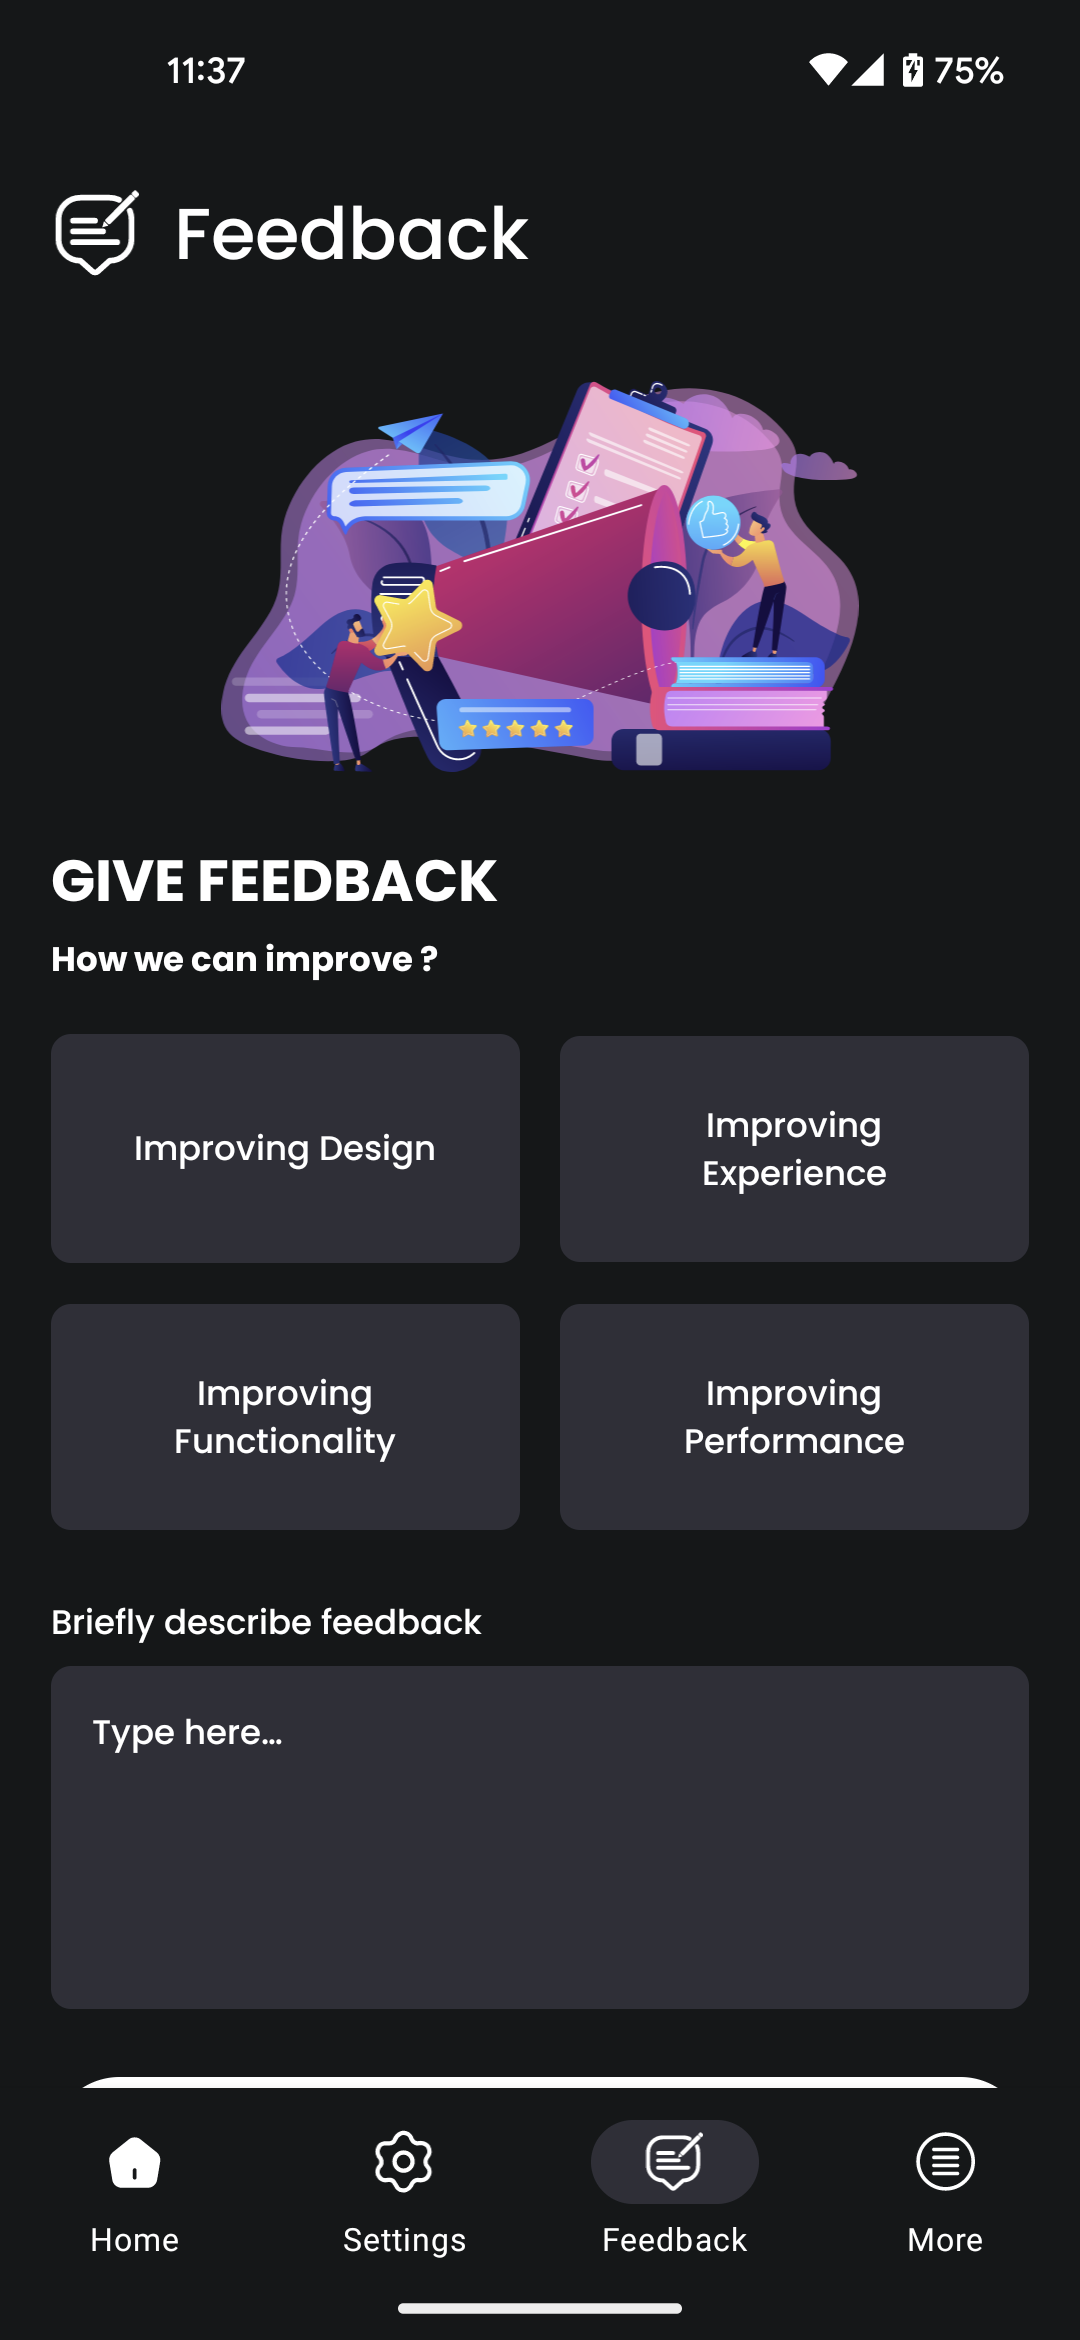 11:37
75%
Feedback
GIVE FEEDBACK
How we can improve ?
Improving Design
Improving
Experience
Improving
Functionality
Improving
Performance
Briefly describe feedback
Type here...
Home
Settings
Feedback
More